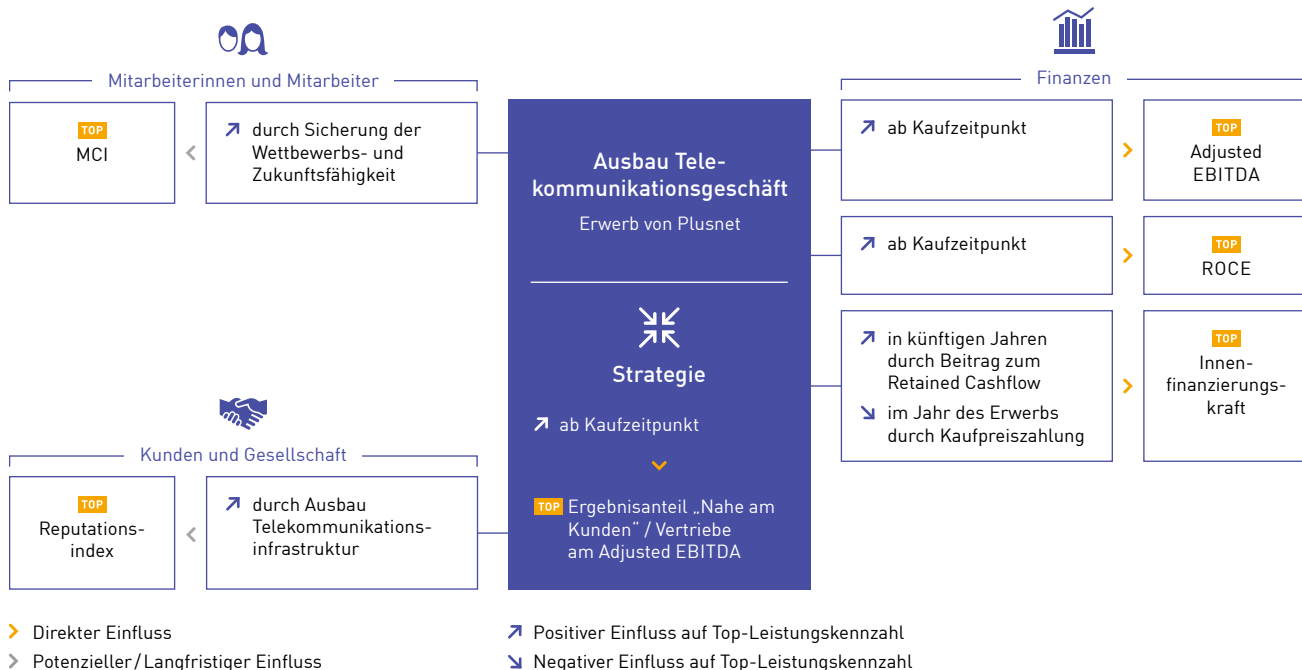 Mitarbeiterinnen und Mitarbeiter
TOP
MCI
durch Sicherung der
Wettbewerbs- und
Zukunftsfähigkeit
Kunden und Gesellschaft
TOP
Reputations-
index
durch Ausbau
Telekommunikations-
infrastruktur
Ausbau Tele-
kommunikationsgeschäft
Erwerb von Plusnet
Strategie
ab Kaufzeitpunkt
TOP Ergebnisanteil „Nahe am
Kunden“ / Vertriebe
am Adjusted EBITDA
Finanzen
ab Kaufzeitpunkt
TOP
Adjusted
EBITDA
ab Kaufzeitpunkt
TOP
ROCE
in künftigen Jahren
durch Beitrag zum
Retained Cashflow
im Jahr des Erwerbs
durch Kaufpreiszahlung
TOP
Innen-
finanzierungs-
kraft
Direkter Einfluss
Potenzieller / Langfristiger Einfluss
Positiver Einfluss auf Top-Leistungskennzahl
Negativer Einfluss auf Top-Leistungskennzahl